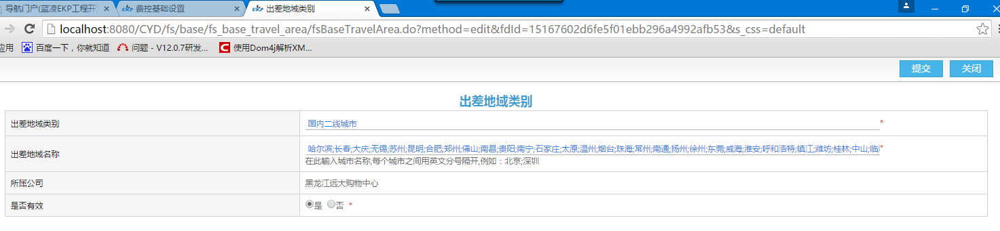 导航门户(蓝凌EKP工程开发
EKP 费控基础设置
EKP 出差地域类别
localhost:8080/CYD/fs/base/fs_base_travel_area/fsBaseTravelArea.do?method=edit&fdId=15167602d6fe5f01ebb296a4992afb53&s_css=default
应用 百度一下，你就知道 问题 - V12.0.7研发... 使用Dom4j解析XM...
提交 关闭
出差地域类别
出差地域类别 国内二线城市 *
出差地域名称 哈尔滨;长春;大庆;无锡;苏州;昆明;合肥;郑州;佛山;南昌;贵阳;南宁;石家庄;太原;温州;烟台;珠海;常州;南通;扬州;徐州;东莞;威海;淮安;呼和浩特;镇江;潍坊;桂林;中山;临 *
在此输入城市名称,每个城市之间用英文分号隔开,例如：北京;深圳
所属公司 黑龙江远大购物中心
是否有效 是 否 *